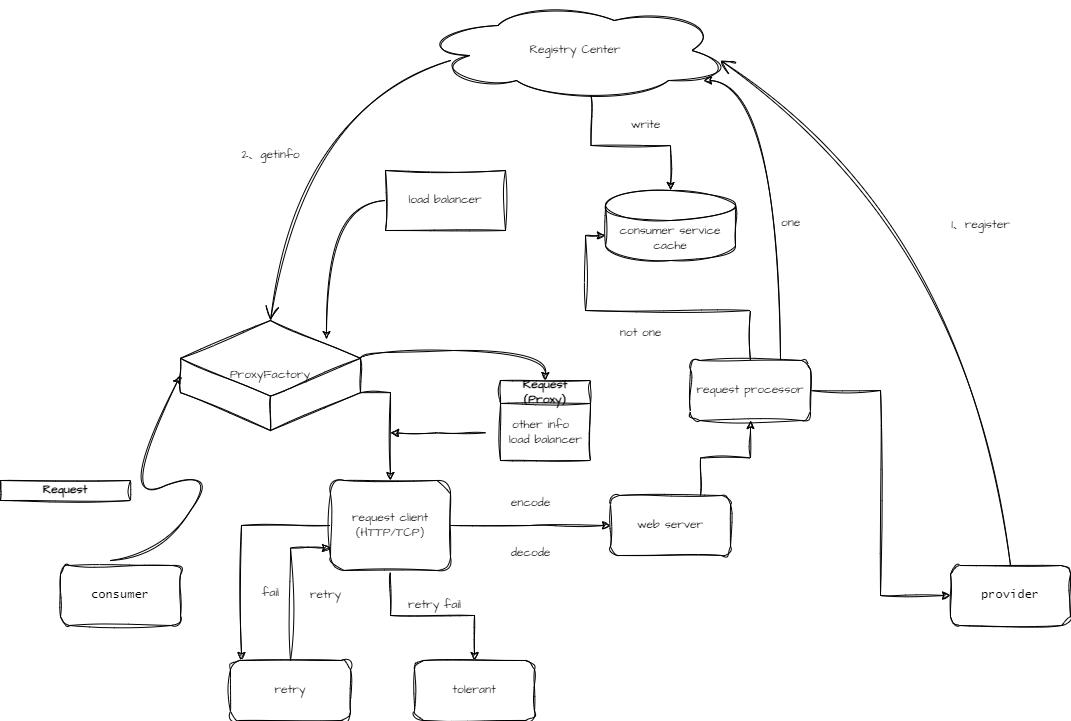 Registry Center
write
2、getinfo
load balancer
consumer service
cache
one
1、register
not one
ProxyFactory
Request
(Proxy)
other info
load balancer
request processor
Request
request client
(HTTP/TCP)
encode
web server
decode
consumer
fail
retry
retry fail
provider
retry
tolerant